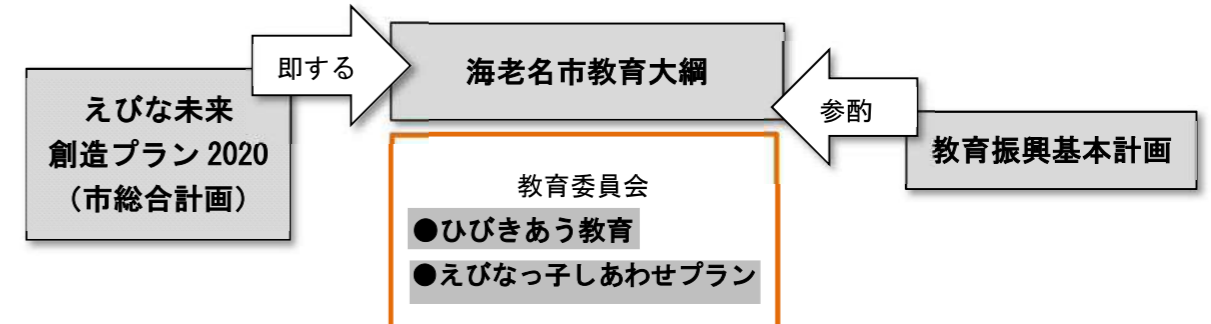 えびな未来
創造プラン 2020
（市総合計画）
即する
海老名市教育大綱
参酌
教育振興基本計画
教育委員会
●ひびきあう教育
●えびなっ子しあわせプラン